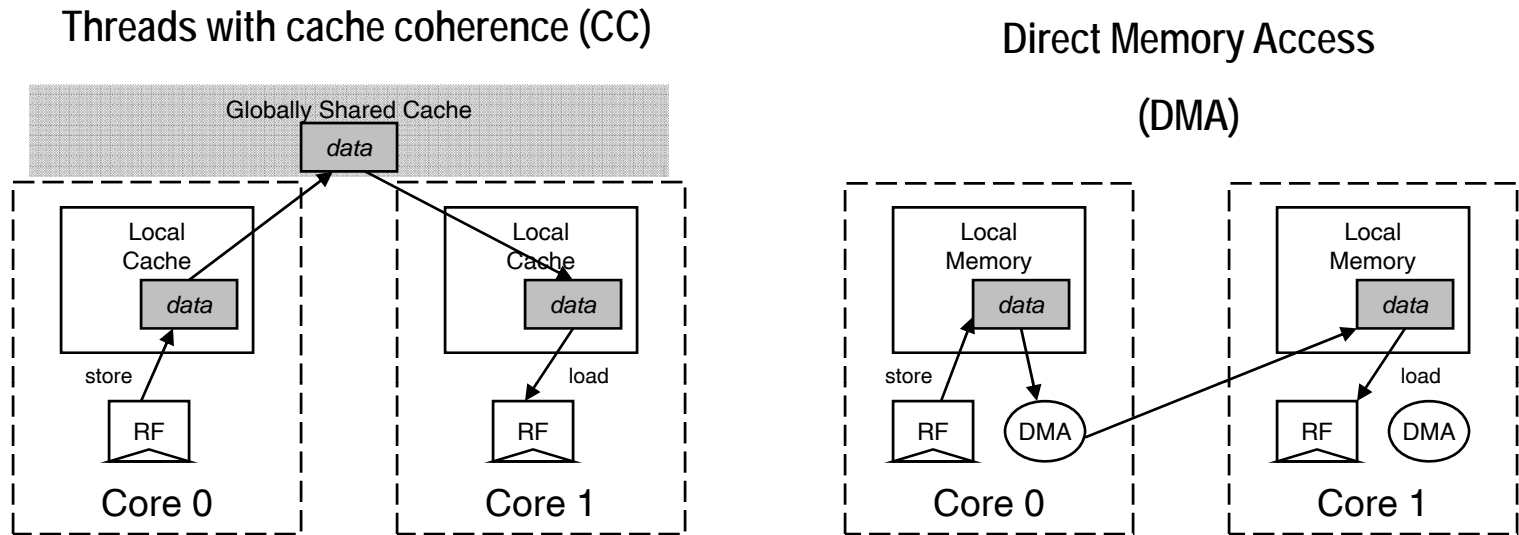 Threads with cache coherence (CC)
Globally Shared Cache
data
Local
Cache
data
store
RF
Core 0
Local
Cache
data
load
RF
Core 1
Direct Memory Access
(DMA)
Local
Memory
data
store
RF
DMA
Core 0
Local
Memory
data
load
RF
DMA
Core 1